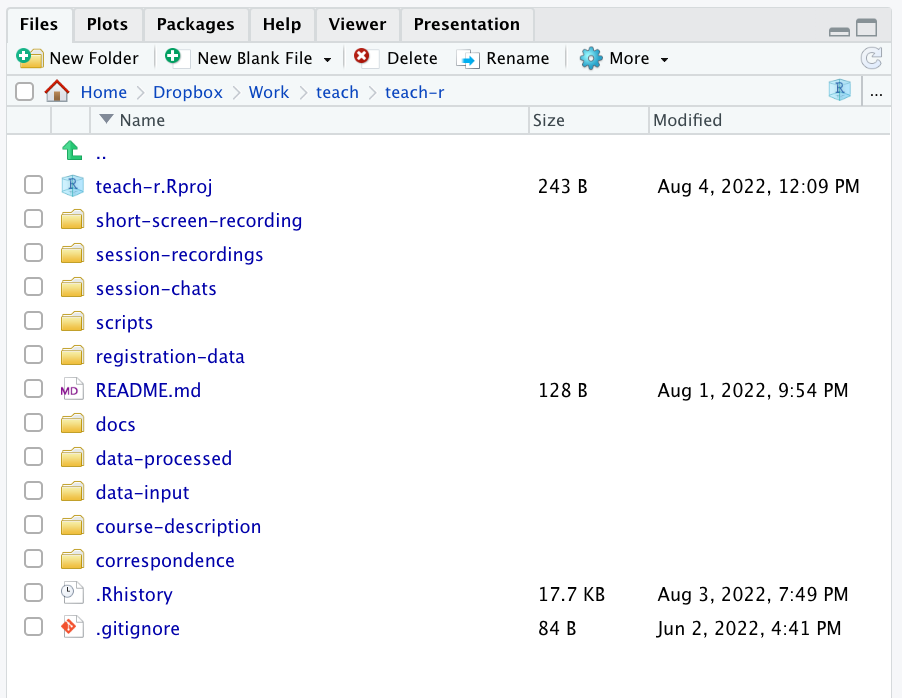 Files Plots Packages Help Viewer Presentation
New Folder New Blank File Delete Rename More
Home Dropbox Work teach teach-r R ...
Name Size Modified
..
R teach-r.Rproj 243 B Aug 4, 2022, 12:09 PM
short-screen-recording
session-recordings
session-chats
scripts
registration-data
MD README.md 128 B Aug 1, 2022, 9:54 PM
docs
data-processed
data-input
course-description
correspondence
.Rhistory 17.7 KB Aug 3, 2022, 7:49 PM
.gitignore 84 B Jun 2, 2022, 4:41 PM